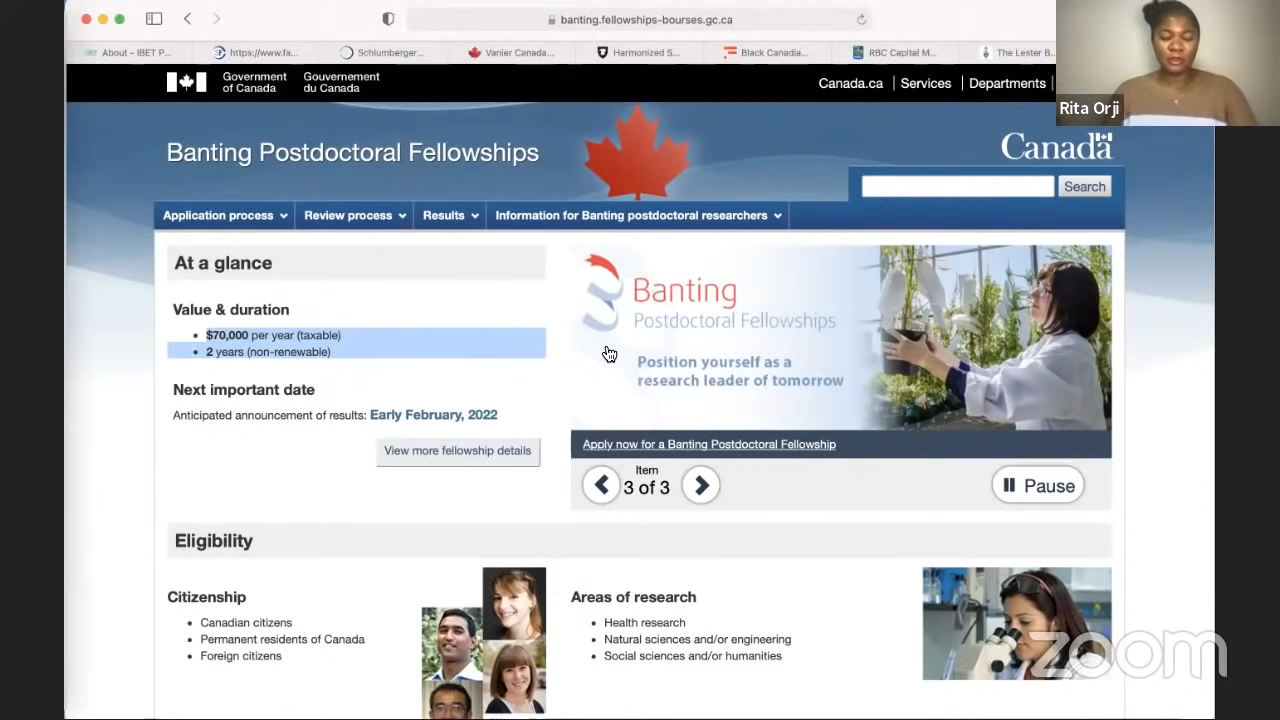 banting.fellowships-bourses.gc.ca
About – IBET P...
https://www.fa...
Schlumberger...
Vanier Canada...
Harmonized S...
Black Canadia...
RBC Capital M...
The Lester B...
Rita Orji
Government of Canada
Gouvernement du Canada
Canada.ca
Services
Departments
Banting Postdoctoral Fellowships
Canada
Search
Application process
Review process
Results
Information for Banting postdoctoral researchers
At a glance
Value & duration
$70,000 per year (taxable)
2 years (non-renewable)
Next important date
Anticipated announcement of results: Early February, 2022
View more fellowship details
Banting
Postdoctoral Fellowships
Position yourself as a
research leader of tomorrow
Apply now for a Banting Postdoctoral Fellowship
Item
3 of 3
Pause
Eligibility
Citizenship
Canadian citizens
Permanent residents of Canada
Foreign citizens
Areas of research
Health research
Natural sciences and/or engineering
Social sciences and/or humanities
zoom